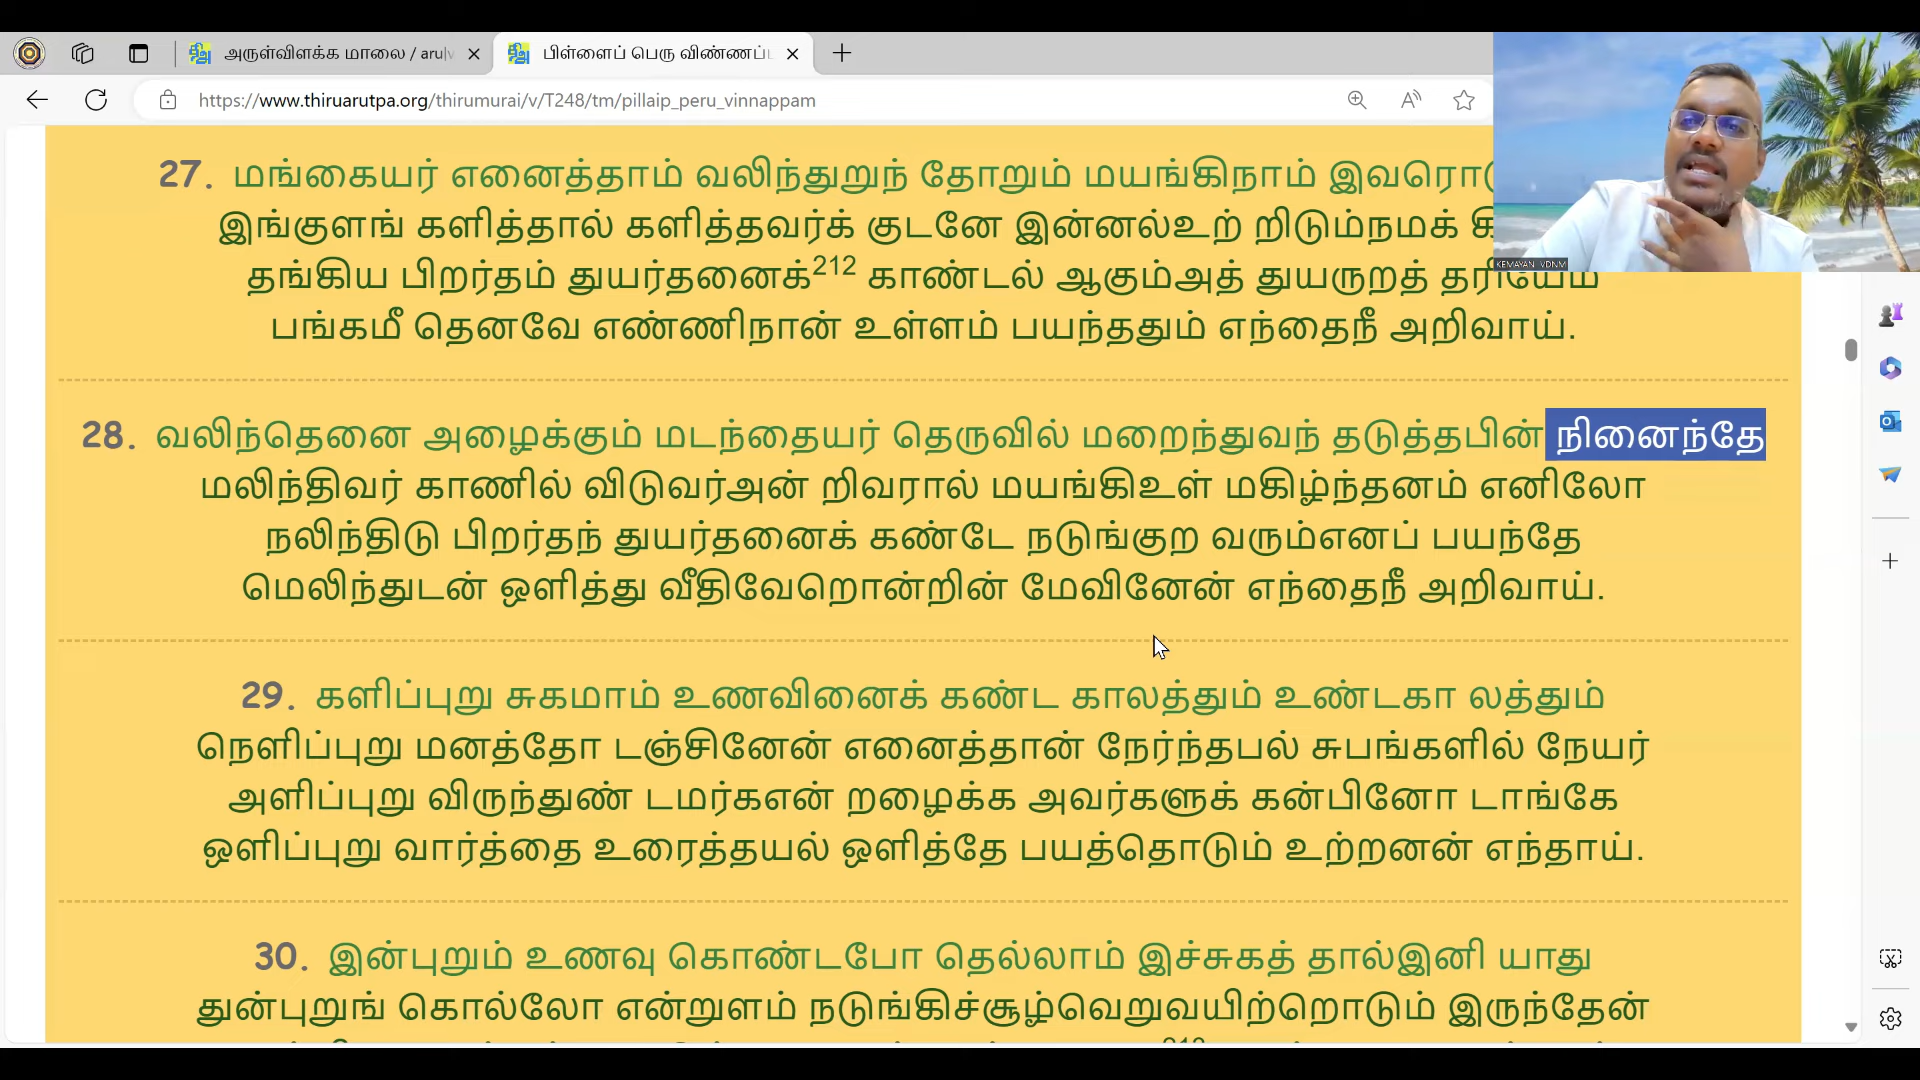 அருள்விளக்க மாலை / aruḷv
பிள்ளைப் பெரு விண்ணப்ப
https://www.thiruarutpa.org/thirumurai/v/T248/tm/pillaip_peru_vinnappam
KEMAYAN_VDNM
27. மங்கையர் எனைத்தாம் வலிந்துறுந் தோறும் மயங்கிநாம்
இங்குளங் களித்தால் களித்தவர்க் குடனே இன்னல்உற் றிடும்நமக்
தங்கிய பிறர்தம் துயர்தனைக்212 காண்டல் ஆகும்அத் துயருறத் தரியேம்
பங்கமீ தெனவே எண்ணிநான் உள்ளம் பயந்ததும் எந்தைநீ அறிவாய்.
28. வலிந்தெனை அழைக்கும் மடந்தையர் தெருவில் மறைந்துவந் தடுத்தபின் நினைந்தே
மலிந்திவர் காணில் விடுவர்அன் றிவரால் மயங்கிஉள் மகிழ்ந்தனம் எனிலோ
நலிந்திடு பிறர்தந் துயர்தனைக் கண்டே நடுங்குற வரும்எனப் பயந்தே
மெலிந்துடன் ஒளித்து வீதிவேறொன்றின் மேவினேன் எந்தைநீ அறிவாய்.
29. களிப்புறு சுகமாம் உணவினைக் கண்ட காலத்தும் உண்டகா லத்தும்
நெளிப்புறு மனத்தோ டஞ்சினேன் எனைத்தான் நேர்ந்தபல் சுபங்களில் நேயர்
அளிப்புறு விருந்துண் டமர்கஎன் றழைக்க அவர்களுக் கன்பினோ டாங்கே
ஒளிப்புறு வார்த்தை உரைத்தயல் ஒளித்தே பயத்தொடும் உற்றனன் எந்தாய்.
30. இன்புறும் உணவு கொண்டபோ தெல்லாம் இச்சுகத் தால்இனி யாது
துன்புறுங் கொல்லோ என்றுளம் நடுங்கிச்சூழ்வெறுவயிற்றொடும் இருந்தேன்